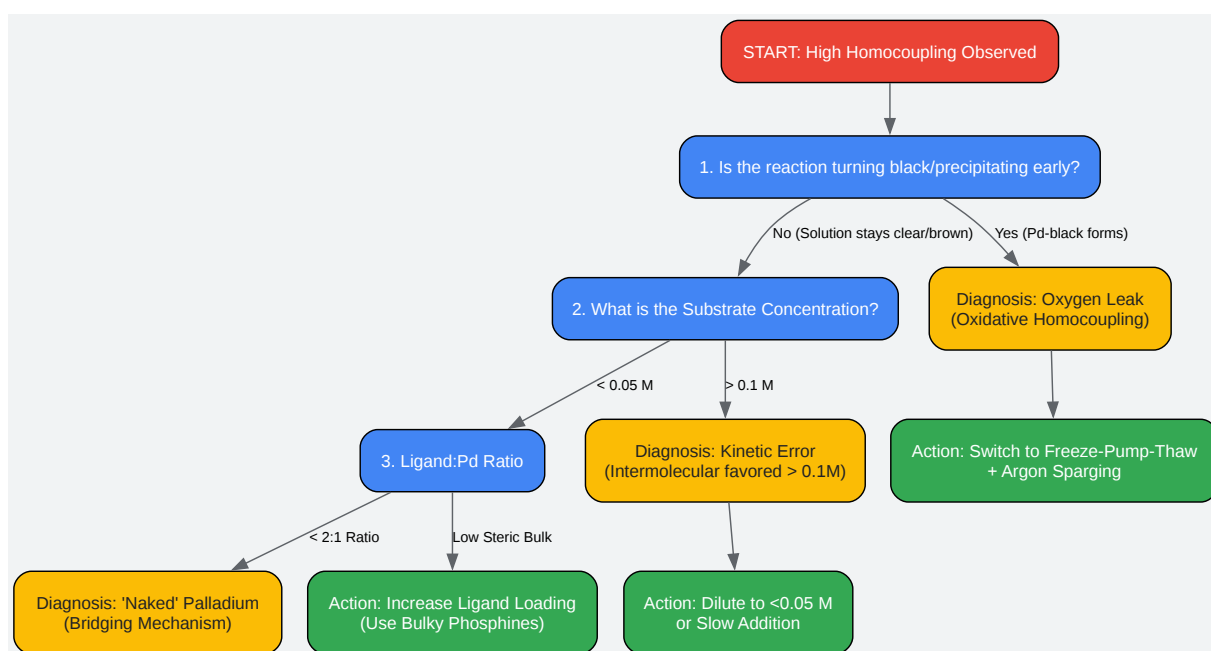 START: High Homocoupling Observed
1. Is the reaction turning black/precipitating early?
No (Solution stays clear/brown)
Yes (Pd-black forms)
2. What is the Substrate Concentration?
Diagnosis: Oxygen Leak
(Oxidative Homocoupling)
< 0.05 M
> 0.1 M
3. Ligand:Pd Ratio
Diagnosis: Kinetic Error
(Intermolecular favored > 0.1M)
Action: Switch to Freeze-Pump-Thaw
+ Argon Sparging
< 2:1 Ratio
Low Steric Bulk
Diagnosis: 'Naked' Palladium
(Bridging Mechanism)
Action: Increase Ligand Loading
(Use Bulky Phosphines)
Action: Dilute to <0.05 M
or Slow Addition